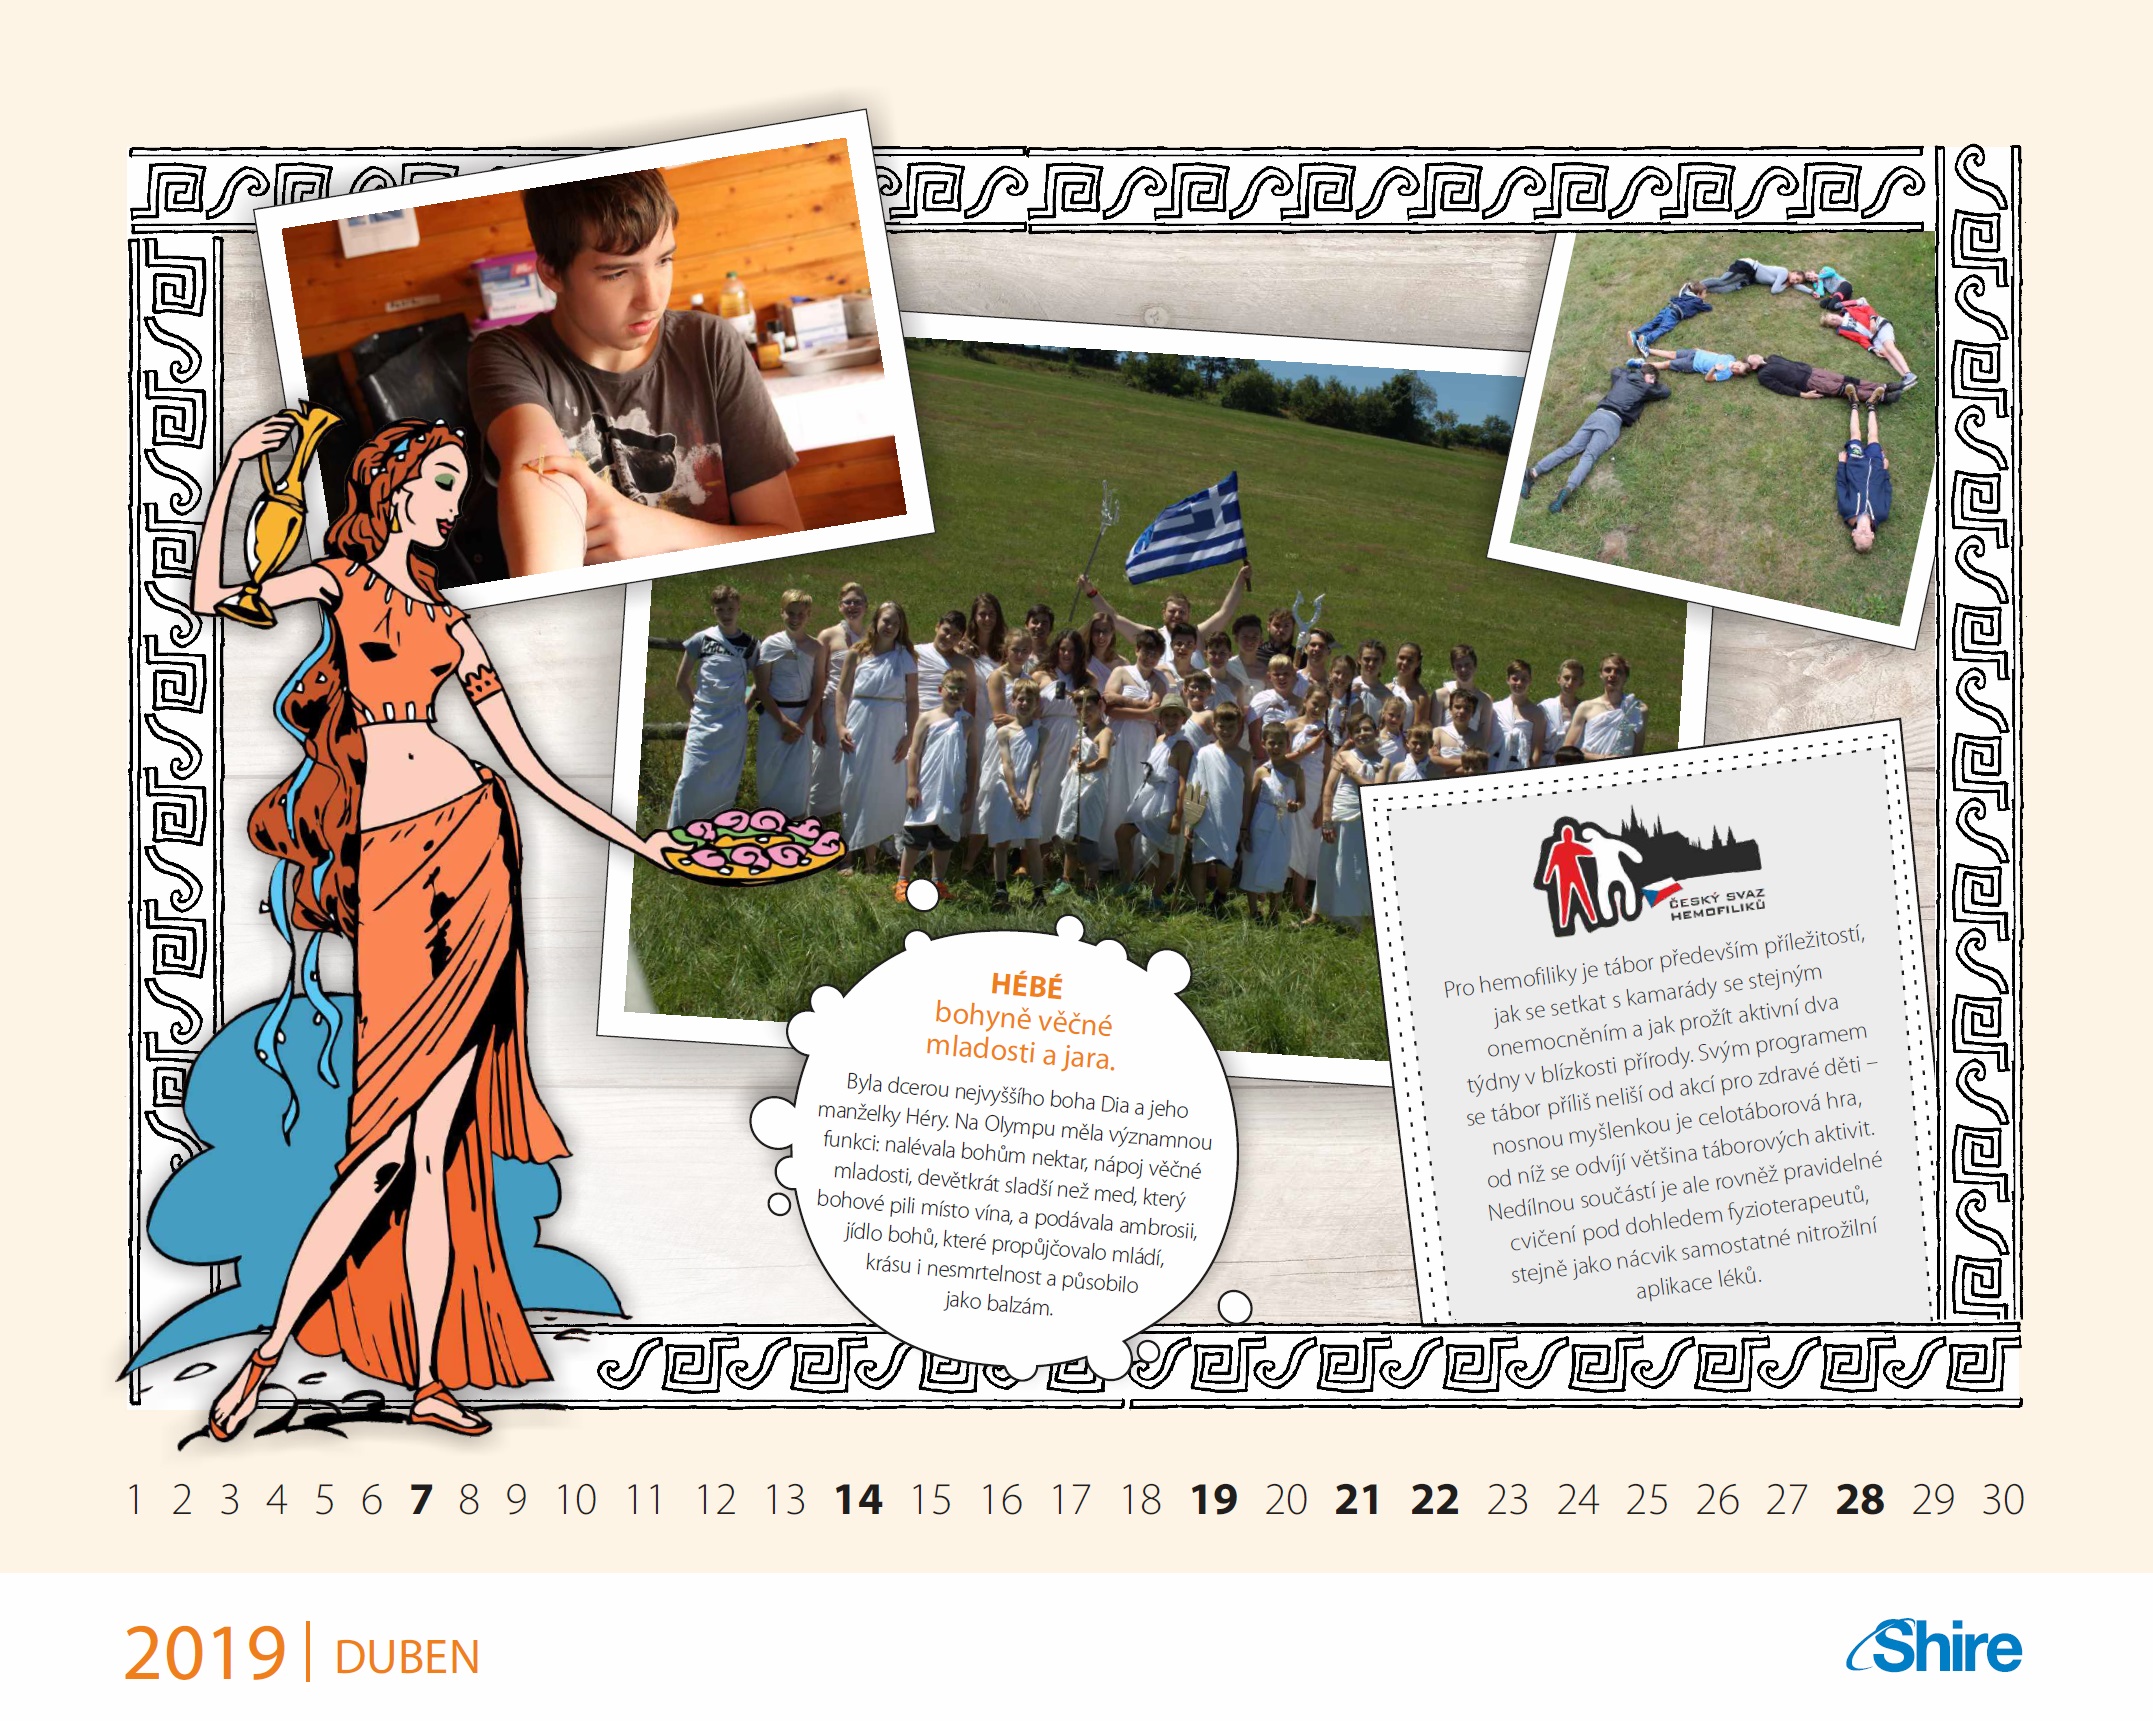 HÉBÉ
bohyně věčné
mladosti a jara.
Byla dcerou nejvyššího boha Dia a jeho
manželky Héry. Na Olympu měla významnou
funkci: nalévala bohům nektar, nápoj věčné
mladosti, devětkrát sladší než med, který
bohové pili místo vína, a podávala ambrosii,
jídlo bohů, které propůjčovalo mládí,
krásu i nesmrtelnost a působilo
jako balzám.
ČESKÝ SVAZ
HEMOFILIKŮ
Pro hemofiliky je tábor především příležitostí,
jak se setkat s kamarády se stejným
onemocněním a jak prožít aktivní dva
týdny v blízkosti přírody. Svým programem
se tábor příliš neliší od akcí pro zdravé děti –
nosnou myšlenkou je celotáborová hra,
od níž se odvíjí většina táborových aktivit.
Nedílnou součástí je ale rovněž pravidelné
cvičení pod dohledem fyzioterapeutů,
stejně jako nácvik samostatné nitrožilní
aplikace léků.
1 2 3 4 5 6 7 8 9 10 11 12 13 14 15 16 17 18 19 20 21 22 23 24 25 26 27 28 29 30
2019 | DUBEN
Shire